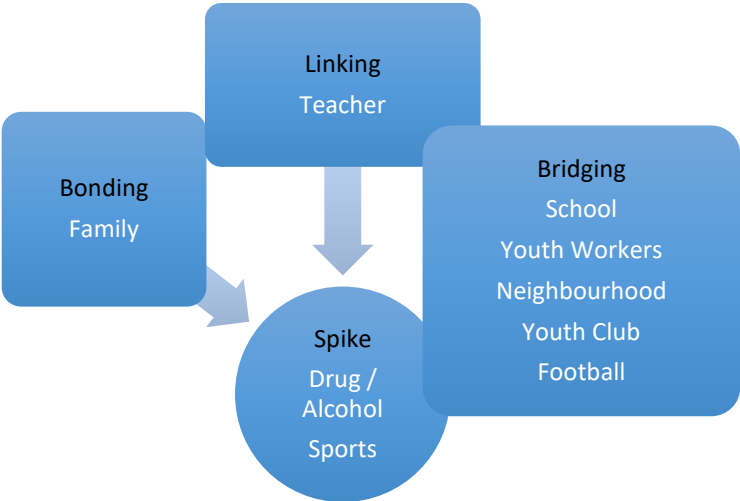 Linking
Teacher
Bonding
Family
Bridging
School
Youth Workers
Neighbourhood
Youth Club
Football
Spike
Drug /
Alcohol
Sports